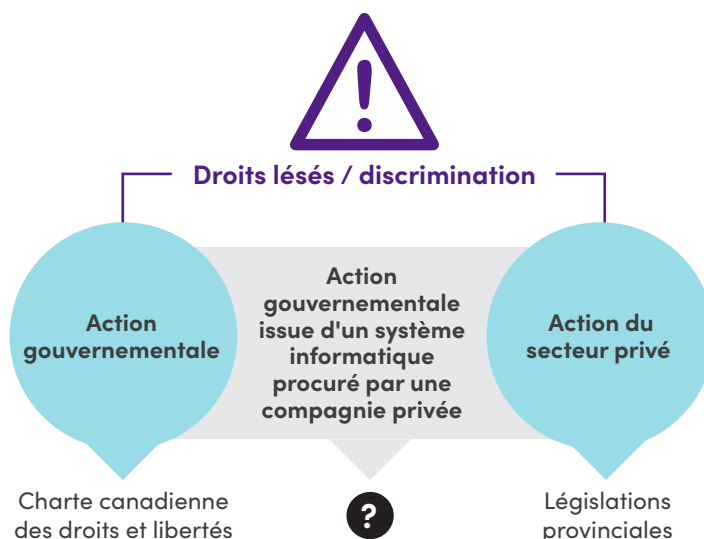 Droits lésés / discrimination
Action
gouvernementale
Action
gouvernementale
issue d'un système
informatique
procuré par une
compagnie privée
Action du
secteur privé
Charte canadienne
des droits et libertés
?
Législations
provinciales